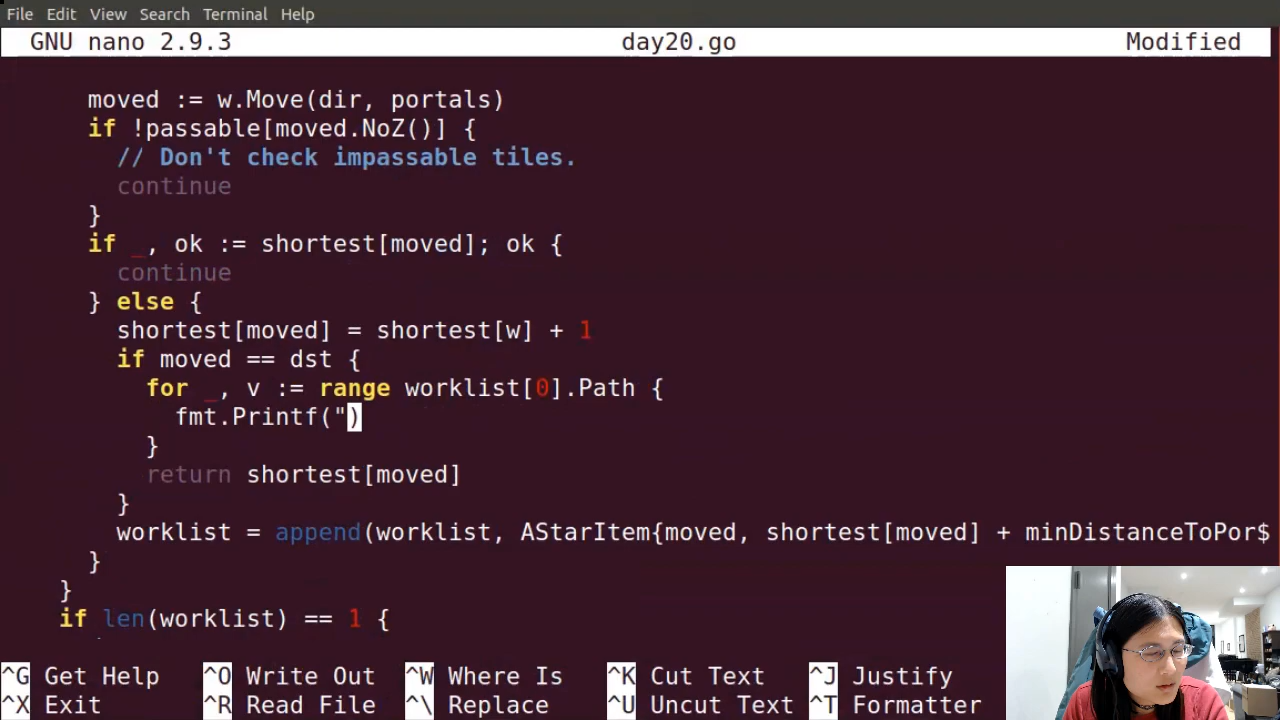 File Edit View Search Terminal Help
GNU nano 2.9.3 day20.go Modified
moved := w.Move(dir, portals)
if !passable[moved.NoZ()] {
// Don't check impassable tiles.
continue
}
if _, ok := shortest[moved]; ok {
continue
} else {
shortest[moved] = shortest[w] + 1
if moved == dst {
for _, v := range worklist[0].Path {
fmt.Printf(")
}
return shortest[moved]
}
worklist = append(worklist, AStarItem{moved, shortest[moved] + minDistanceToPor$
}
}
if len(worklist) == 1 {
^G Get Help ^O Write Out ^W Where Is ^K Cut Text ^J Justify
^X Exit ^R Read File ^\ Replace ^U Uncut Text ^T Formatter